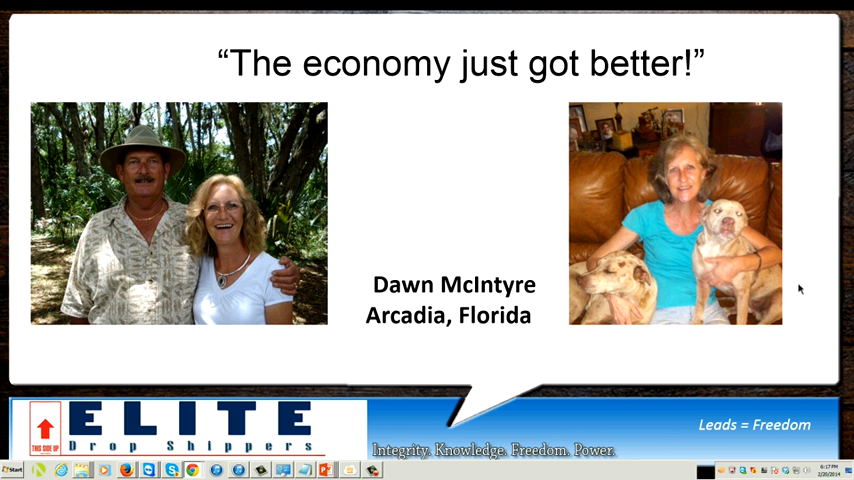 “The economy just got better!”
Dawn McIntyre
Arcadia, Florida
THIS SIDE UP
ELITE
Drop Shippers
Integrity. Knowledge. Freedom. Power.
Leads = Freedom
Start
6:17 PM
2/20/2014